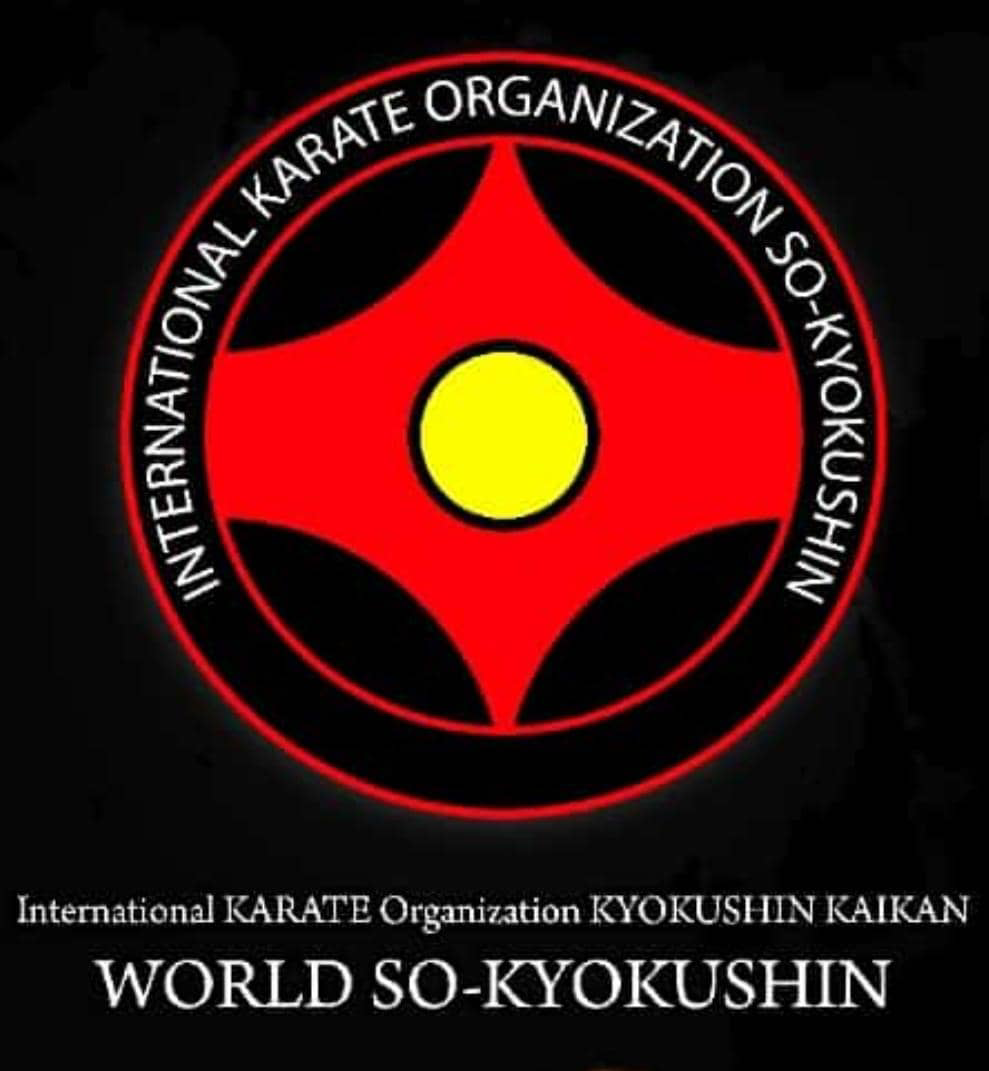 INTERNATIONAL KARATE ORGANIZATION SO-KYOKUSHIN
International KARATE Organization KYOKUSHIN KAIKAN
WORLD SO-KYOKUSHIN